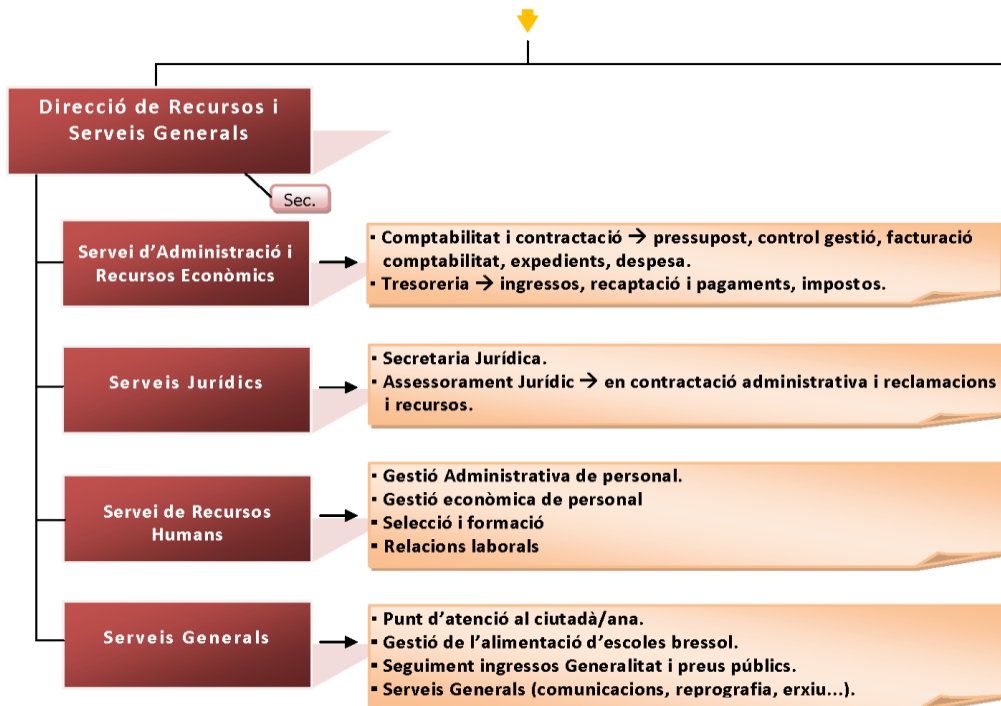 Direcció de Recursos i
Serveis Generals
Sec.
Servei d'Administració i
Recursos Econòmics
▪ Comptabilitat i contractació → pressupost, control gestió, facturació
comptabilitat, expedients, despesa.
▪ Tresoreria → ingressos, recaptació i pagaments, impostos.
Serveis Jurídics
▪ Secretaria Jurídica.
▪ Assessorament Jurídic → en contractació administrativa i reclamacions
i recursos.
Servei de Recursos
Humans
▪ Gestió Administrativa de personal.
▪ Gestió econòmica de personal
▪ Selecció i formació
▪ Relacions laborals
Serveis Generals
▪ Punt d'atenció al ciutadà/ana.
▪ Gestió de l'alimentació d'escoles bressol.
▪ Seguiment ingressos Generalitat i preus públics.
▪ Serveis Generals (comunicacions, reprografia, erxiu...).